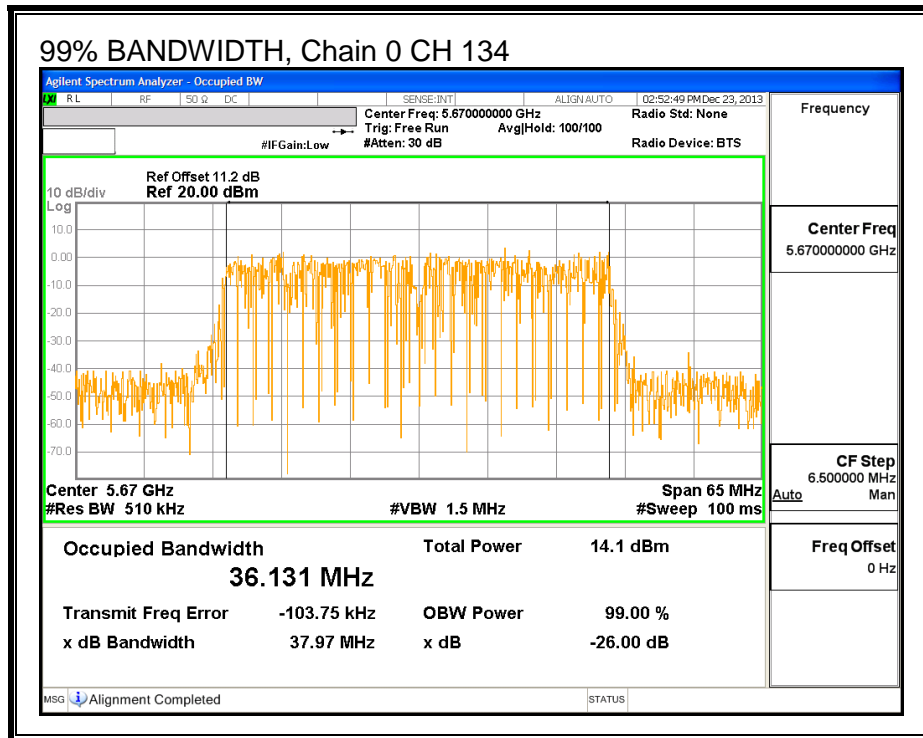 99% BANDWIDTH, Chain 0 CH 134
Agilent Spectrum Analyzer - Occupied BW
LXI RL RF 50 Ω DC SENSE:INT ALIGN AUTO 02:52:49 PM Dec 23, 2013
Center Freq: 5.670000000 GHz Radio Std: None
Trig: Free Run Avg|Hold: 100/100
#IFGain:Low #Atten: 30 dB Radio Device: BTS
Frequency
Ref Offset 11.2 dB
10 dB/div Ref 20.00 dBm
Log
10.0
0.00
-10.0
-20.0
-30.0
-40.0
-50.0
-60.0
-70.0
Center Freq
5.670000000 GHz
CF Step
6.500000 MHz
Auto Man
Freq Offset
0 Hz
Center 5.67 GHz Span 65 MHz
#Res BW 510 kHz #VBW 1.5 MHz #Sweep 100 ms
Occupied Bandwidth Total Power 14.1 dBm
36.131 MHz
Transmit Freq Error -103.75 kHz OBW Power 99.00 %
x dB Bandwidth 37.97 MHz x dB -26.00 dB
MSG Alignment Completed STATUS